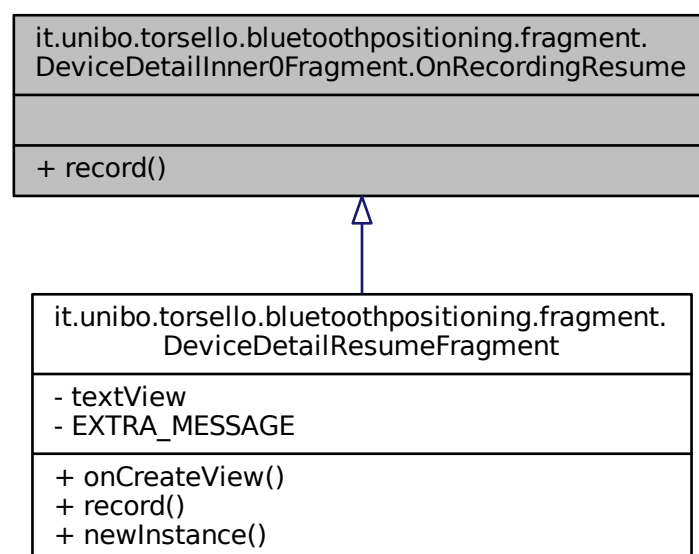 it.unibo.torsello.bluetoothpositioning.fragment.
DeviceDetailInner0Fragment.OnRecordingResume
+ record()
it.unibo.torsello.bluetoothpositioning.fragment.
DeviceDetailResumeFragment
- textView
- EXTRA_MESSAGE
+ onCreateView()
+ record()
+ newInstance()